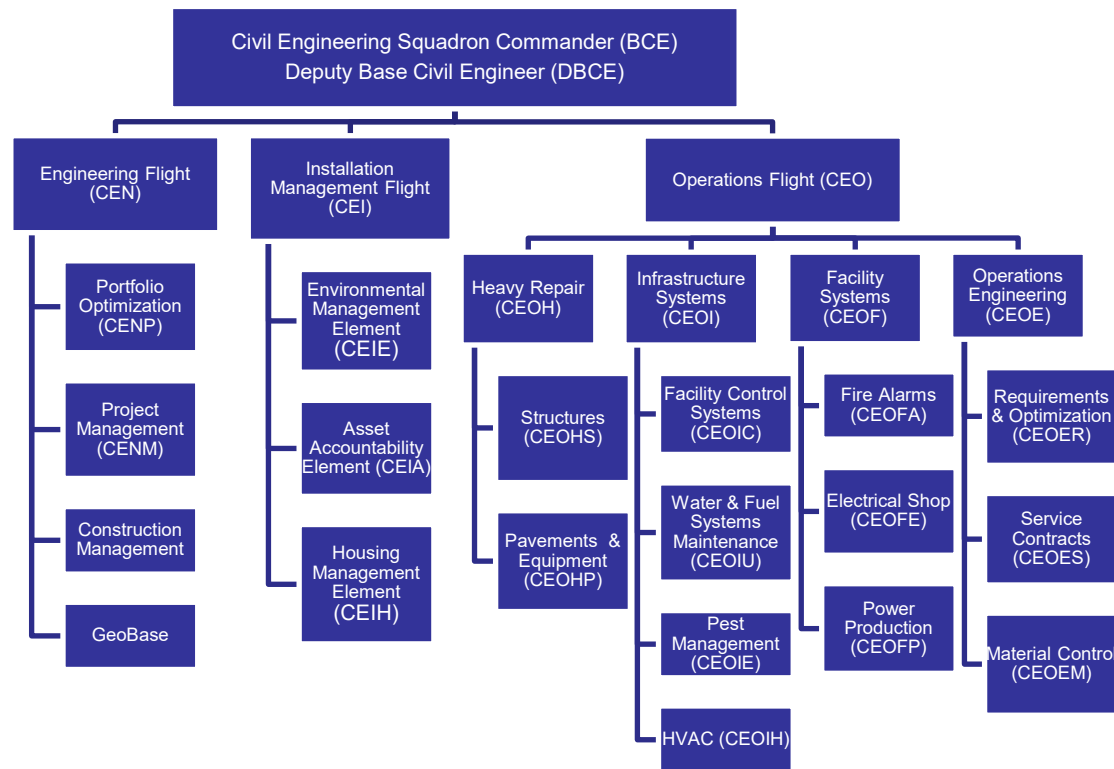 Civil Engineering Squadron Commander (BCE)
Deputy Base Civil Engineer (DBCE)
Engineering Flight
(CEN)
Portfolio
Optimization
(CENP)
Project
Management
(CENM)
Construction
Management
GeoBase
Installation
Management Flight
(CEI)
Environmental
Management
Element
(CEIE)
Asset
Accountability
Element (CEIA)
Housing
Management
Element
(CEIH)
Operations Flight (CEO)
Heavy Repair
(CEOH)
Structures
(CEOHS)
Pavements &
Equipment
(CEOHP)
Infrastructure
Systems
(CEOI)
Facility Control
Systems
(CEOIC)
Water & Fuel
Systems
Maintenance
(CEOIU)
Pest
Management
(CEOIE)
HVAC (CEOIH)
Facility
Systems
(CEOF)
Fire Alarms
(CEOFA)
Electrical Shop
(CEOFE)
Power
Production
(CEOFP)
Operations
Engineering
(CEOE)
Requirements
& Optimization
(CEOER)
Service
Contracts
(CEOES)
Material Control
(CEOEM)